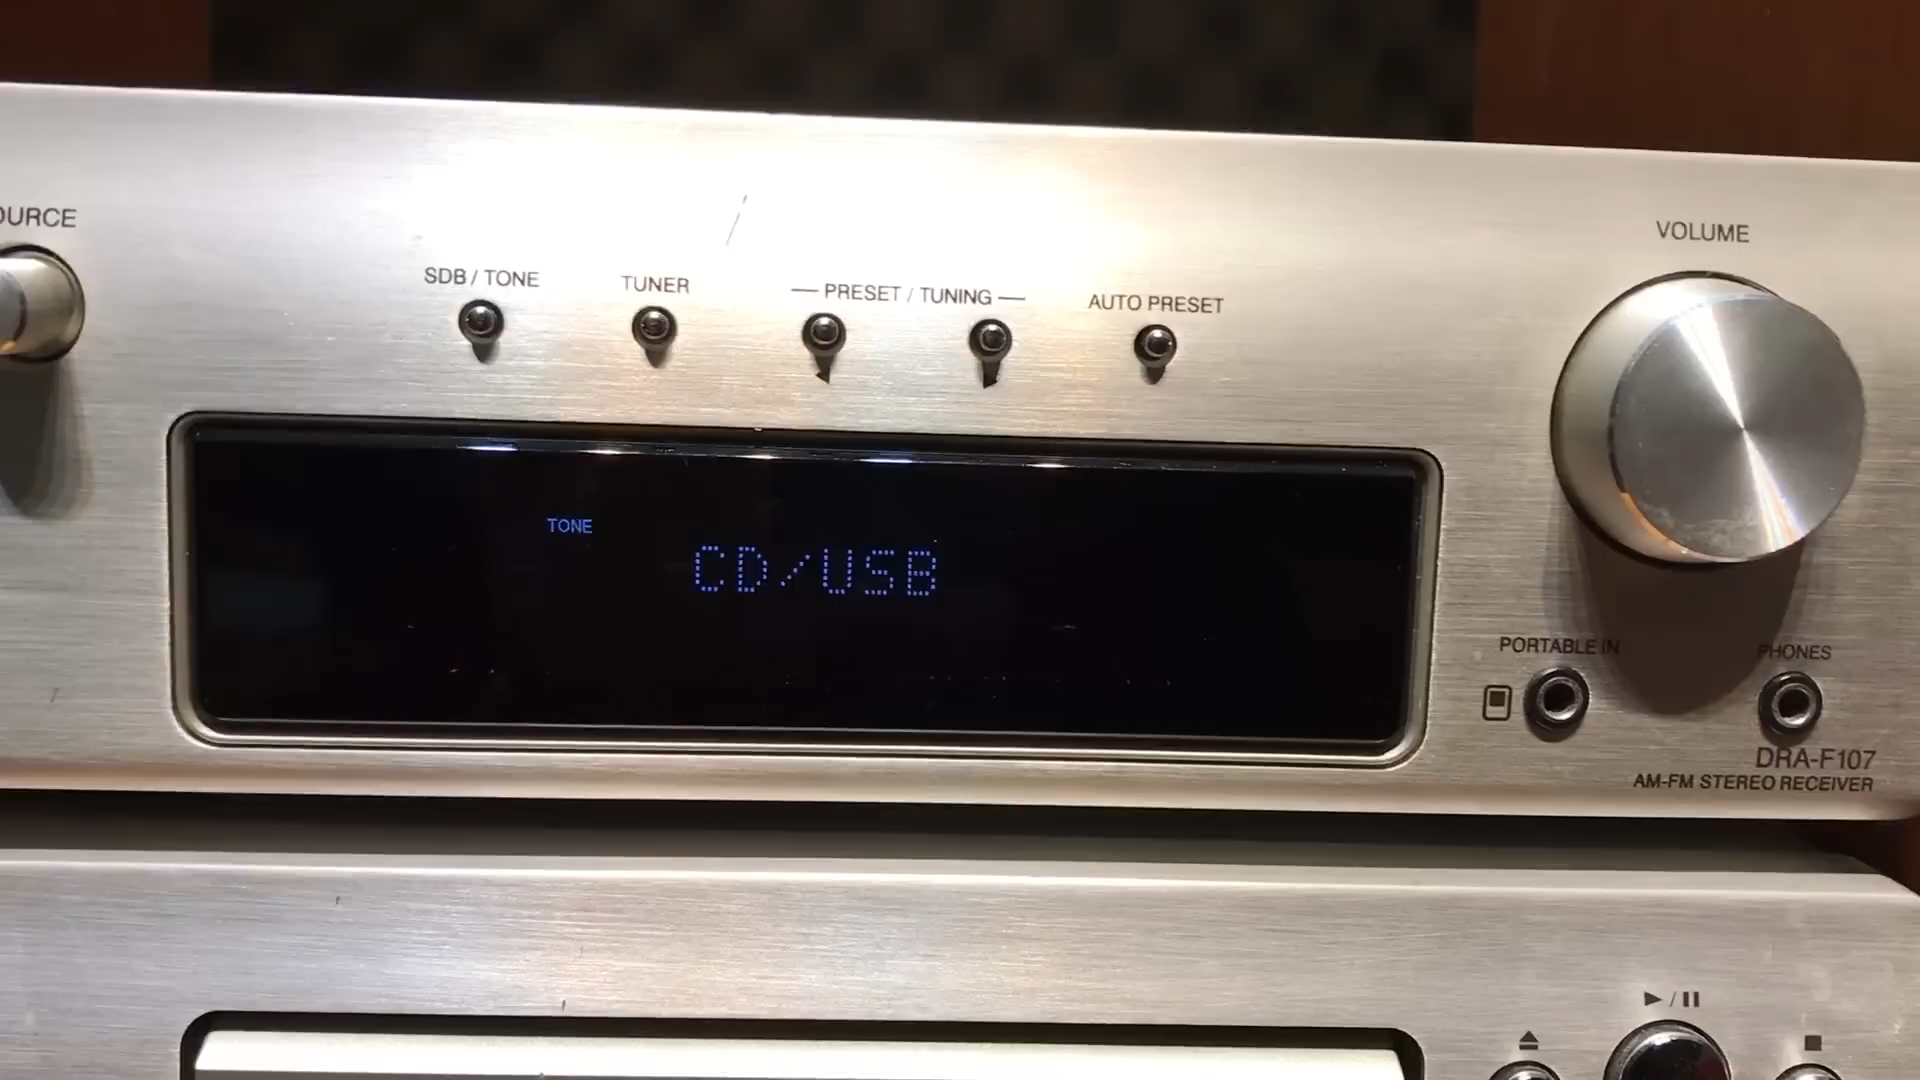 OURCE
SDB / TONE
TUNER
PRESET / TUNING
AUTO PRESET
VOLUME
TONE
CD/USB
PORTABLE IN
PHONES
DRA-F107
AM-FM STEREO RECEIVER